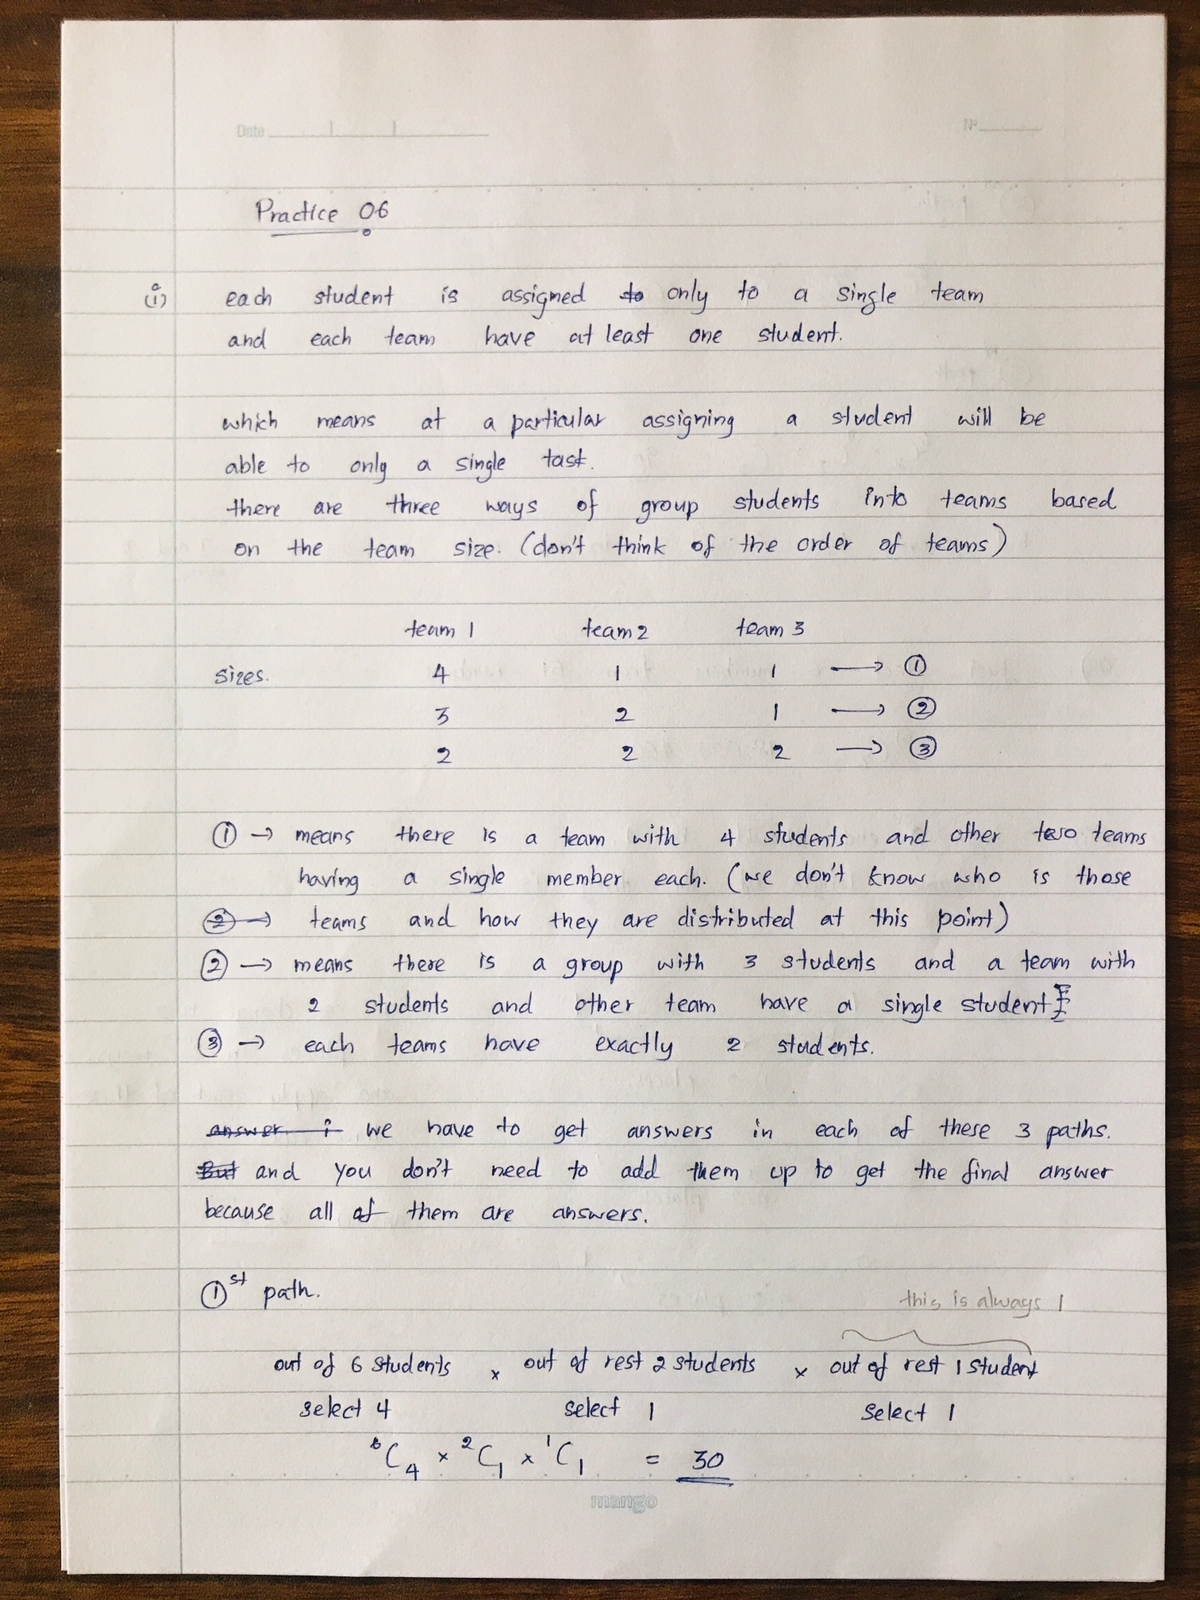 Date
Nº
Practice 06
(i) each student is assigned to only to a single team
and each team have at least one student.
which means at a particular assigning a student will be
able to only a single task.
there are three ways of group students into teams based
on the team size. (don't think of the order of teams)
team 1 team 2 team 3
sizes. 4 1 1 → ①
3 2 1 → ②
2 2 2 → ③
① → means there is a team with 4 students and other two teams
having a single member each. (we don't know who is those
② → teams and how they are distributed at this point)
② → means there is a group with 3 students and a team with
2 students and other team have a single student
③ → each teams have exactly 2 students.
answer i we have to get answers in each of these 3 paths.
But and you don't need to add them up to get the final answer
because all of them are answers.
①st path.
this is always 1
out of 6 students × out of rest 2 students × out of rest 1 student
select 4 select 1 select 1
⁶C₄ × ²C₁ × ¹C₁ = 30
mango